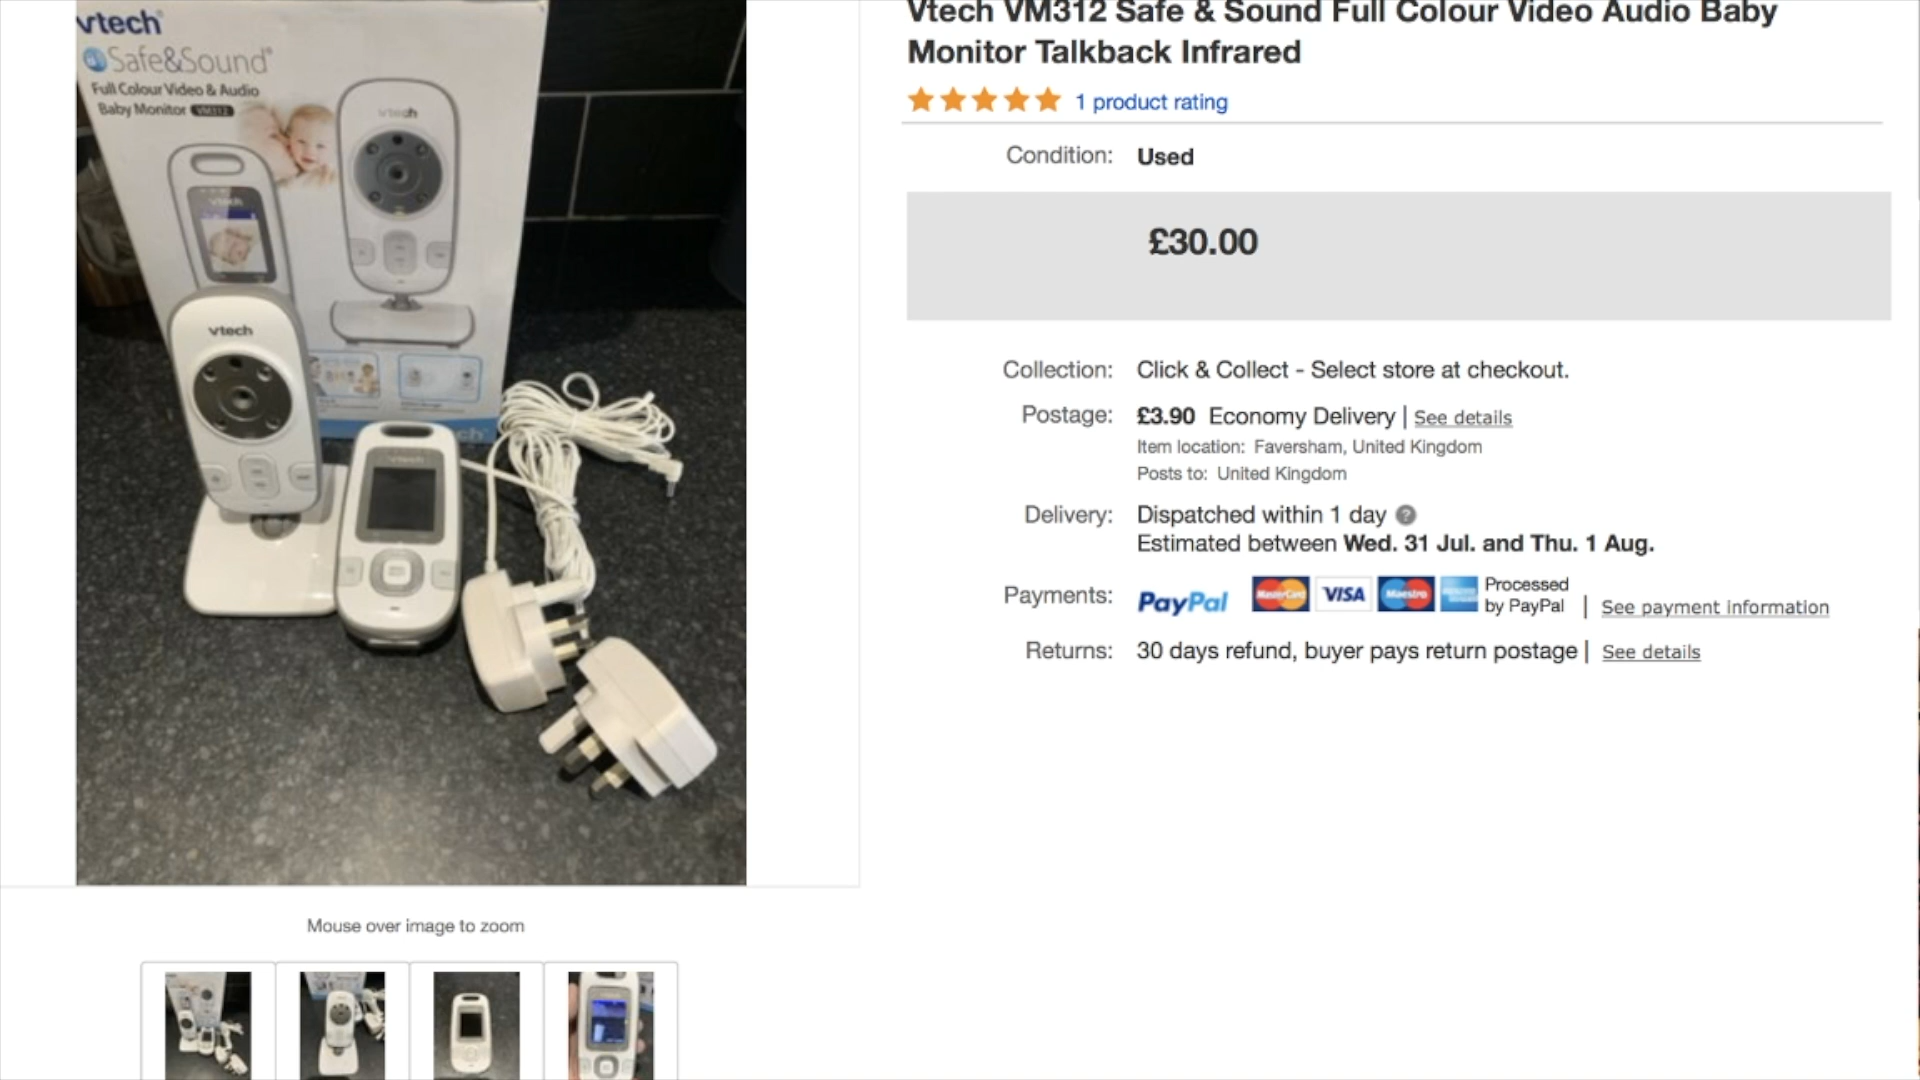 vtech
Safe&Sound®
Full Colour Video & Audio
Baby Monitor VM312
vtech
vtech
vtech
Vtech VM312 Safe & Sound Full Colour Video Audio Baby
Monitor Talkback Infrared
1 product rating
Condition: Used
£30.00
Collection: Click & Collect - Select store at checkout.
Postage: £3.90 Economy Delivery | See details
Item location: Faversham, United Kingdom
Posts to: United Kingdom
Delivery: Dispatched within 1 day ?
Estimated between Wed. 31 Jul. and Thu. 1 Aug.
Payments: PayPal MasterCard VISA Maestro Processed
by PayPal | See payment information
Returns: 30 days refund, buyer pays return postage | See details
Mouse over image to zoom